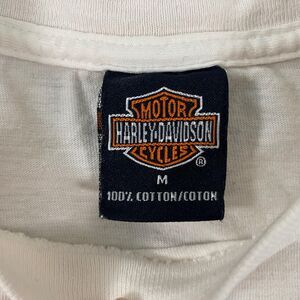 MOTOR
HARLEY-DAVIDSON
CYCLES
®
M
100% COTTON/COTON